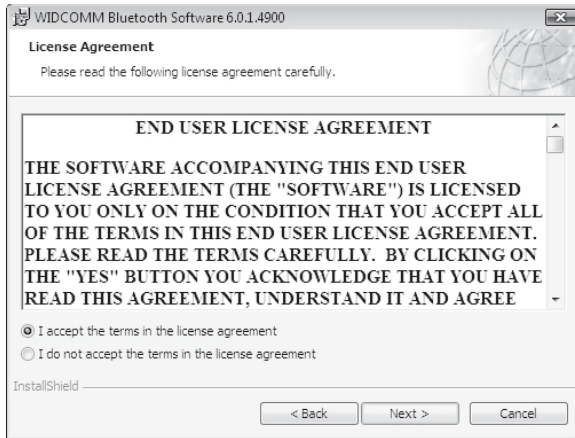 WIDCOMM Bluetooth Software 6.0.1.4900
License Agreement
Please read the following license agreement carefully.
END USER LICENSE AGREEMENT
THE SOFTWARE ACCOMPANYING THIS END USER
LICENSE AGREEMENT (THE "SOFTWARE") IS LICENSED
TO YOU ONLY ON THE CONDITION THAT YOU ACCEPT ALL
OF THE TERMS IN THIS END USER LICENSE AGREEMENT.
PLEASE READ THE TERMS CAREFULLY.  BY CLICKING ON
THE "YES" BUTTON YOU ACKNOWLEDGE THAT YOU HAVE
READ THIS AGREEMENT, UNDERSTAND IT AND AGREE
I accept the terms in the license agreement
I do not accept the terms in the license agreement
InstallShield
< Back Next > Cancel